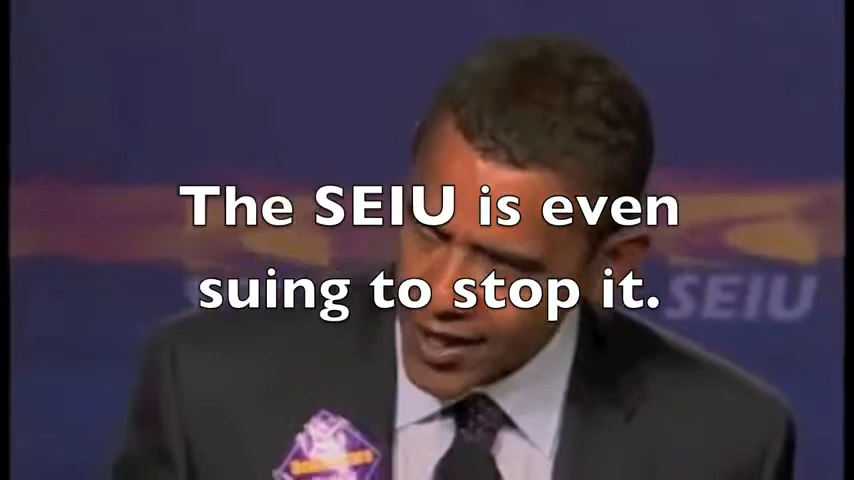 The SEIU is even
suing to stop it.
SEIU